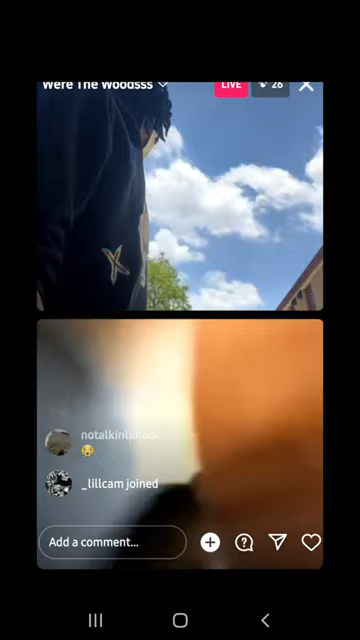 Were The Woodsss
LIVE
26
😭
_lillcam joined
Add a comment...